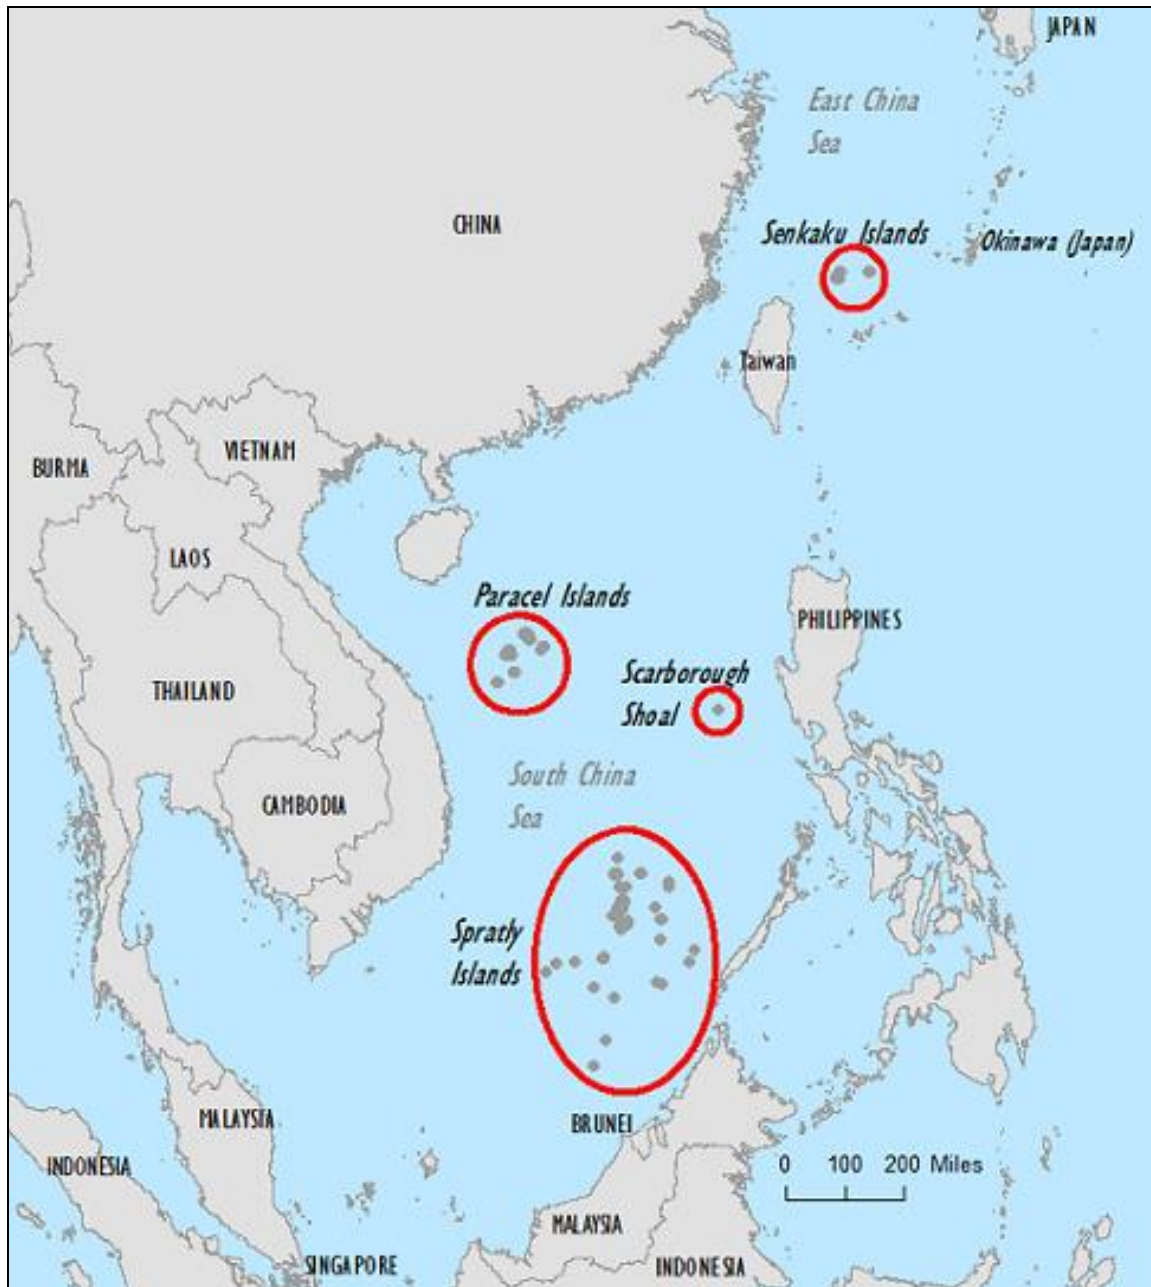 JAPAN
East China
Sea
CHINA
Senkaku Islands
Okinawa (Japan)
Taiwan
VIETNAM
BURMA
LAOS
Paracel Islands
PHILIPPINES
Scarborough
Shoal
THAILAND
South China
Sea
CAMBODIA
Spratly
Islands
MALAYSIA
BRUNEI
INDONESIA
0 100 200 Miles
MALAYSIA
SINGAPORE
INDONESIA